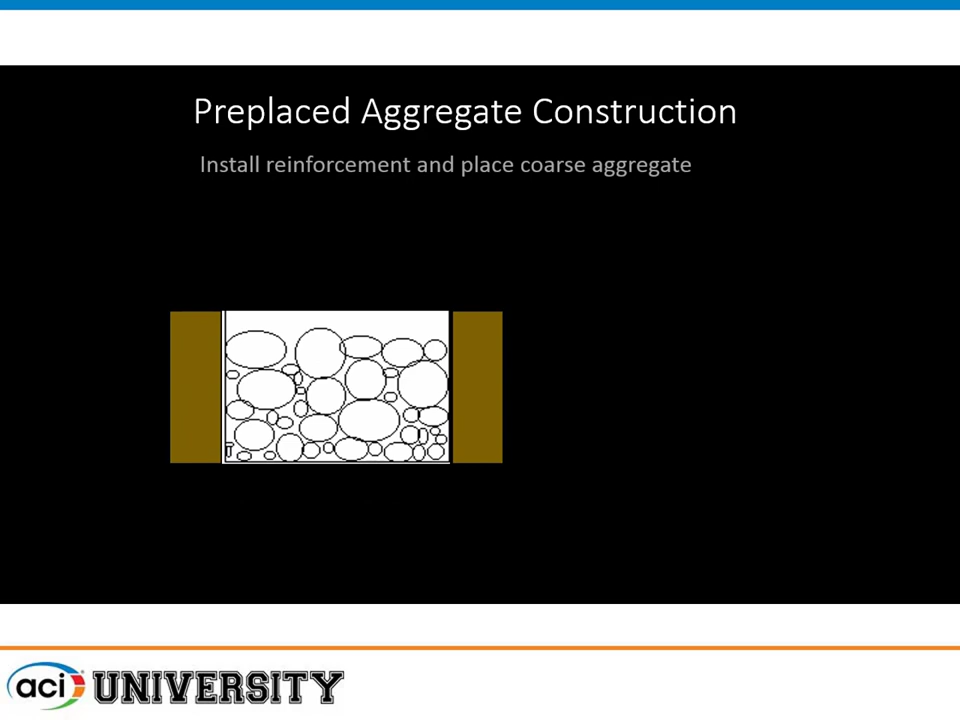 Preplaced Aggregate Construction
Install reinforcement and place coarse aggregate
aci UNIVERSITY